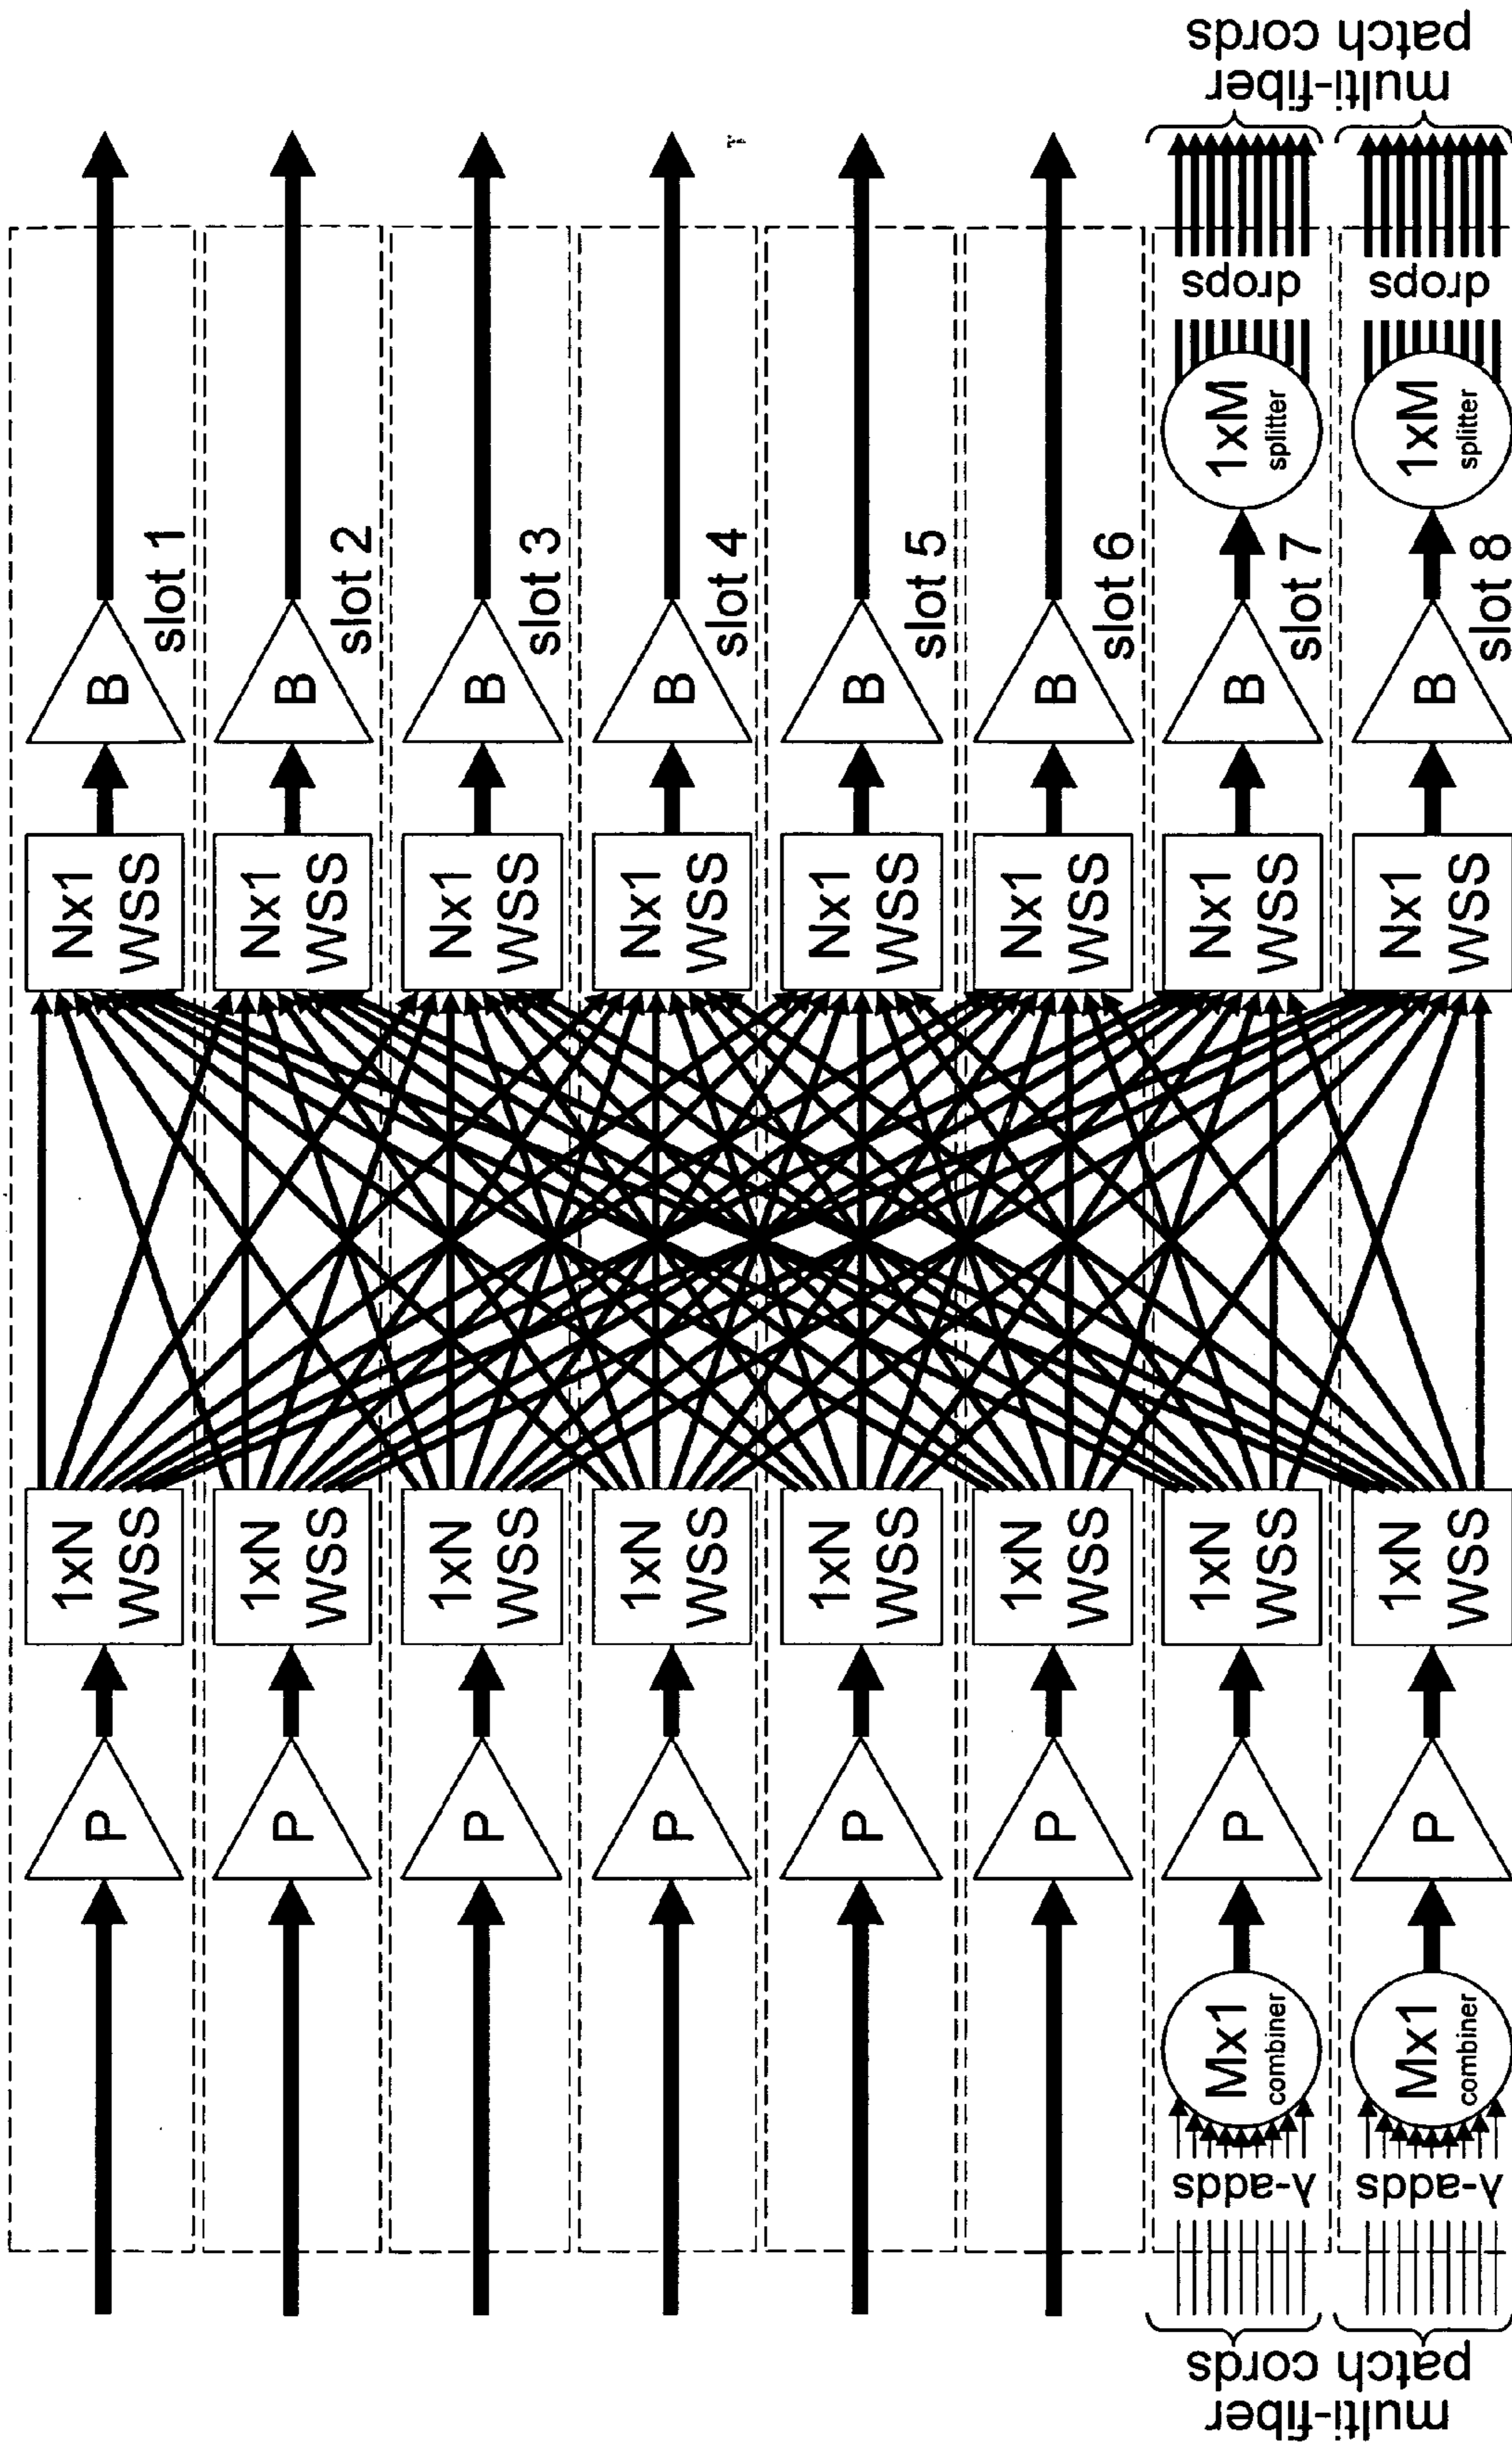 P
1xN
WSS
Nx1
WSS
B
slot 1
P
1xN
WSS
Nx1
WSS
B
slot 2
P
1xN
WSS
Nx1
WSS
B
slot 3
P
1xN
WSS
Nx1
WSS
B
slot 4
P
1xN
WSS
Nx1
WSS
B
slot 5
P
1xN
WSS
Nx1
WSS
B
slot 6
multi-fiber
patch cords
λ-adds
Mx1
combiner
P
1xN
WSS
Nx1
WSS
B
slot 7
1xM
splitter
drops
multi-fiber
patch cords
λ-adds
Mx1
combiner
P
1xN
WSS
Nx1
WSS
B
slot 8
1xM
splitter
drops